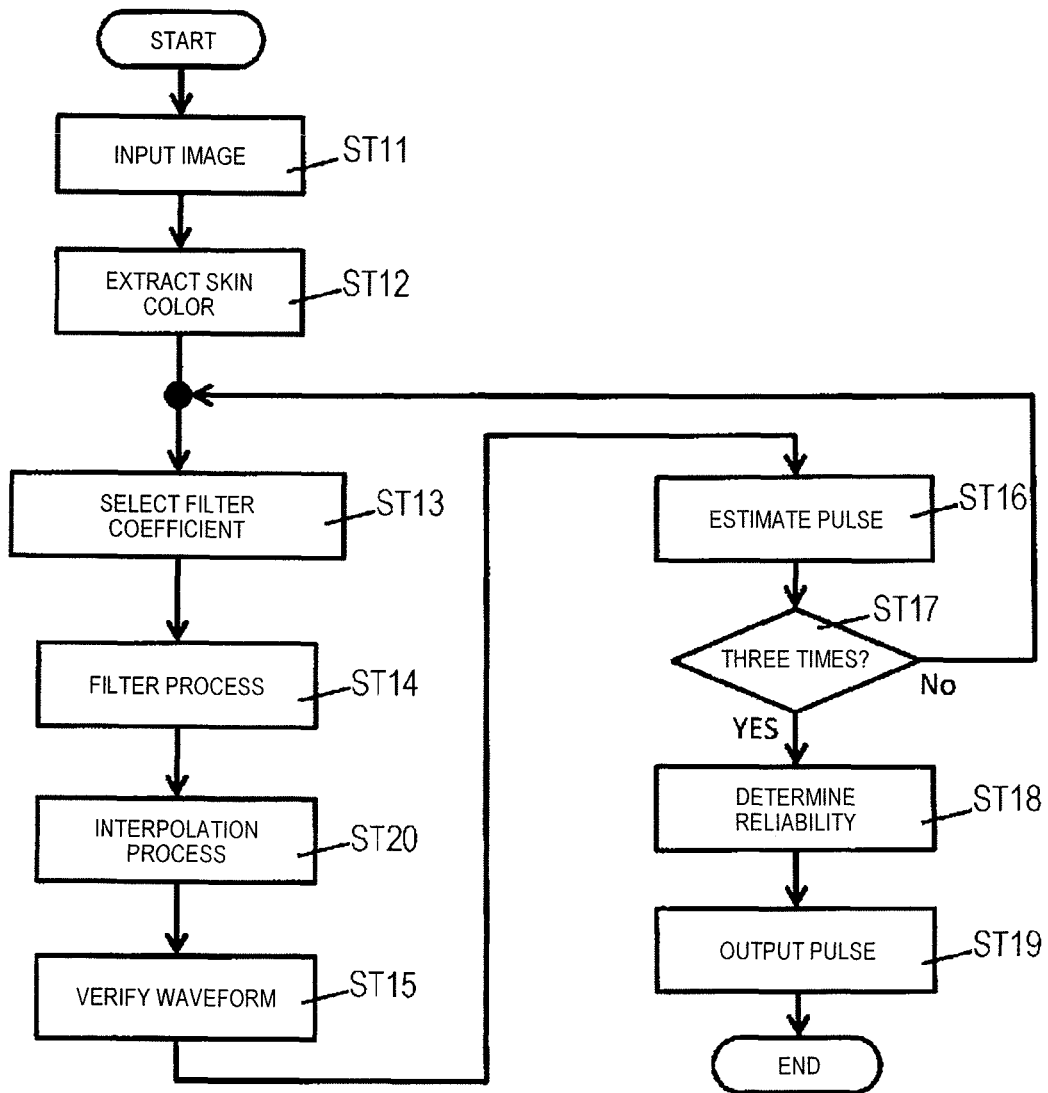 START
INPUT IMAGE
ST11
EXTRACT SKIN
COLOR
ST12
SELECT FILTER
COEFFICIENT
ST13
FILTER PROCESS
ST14
INTERPOLATION
PROCESS
ST20
VERIFY WAVEFORM
ST15
ESTIMATE PULSE
ST16
THREE TIMES?
ST17
No
YES
DETERMINE
RELIABILITY
ST18
OUTPUT PULSE
ST19
END